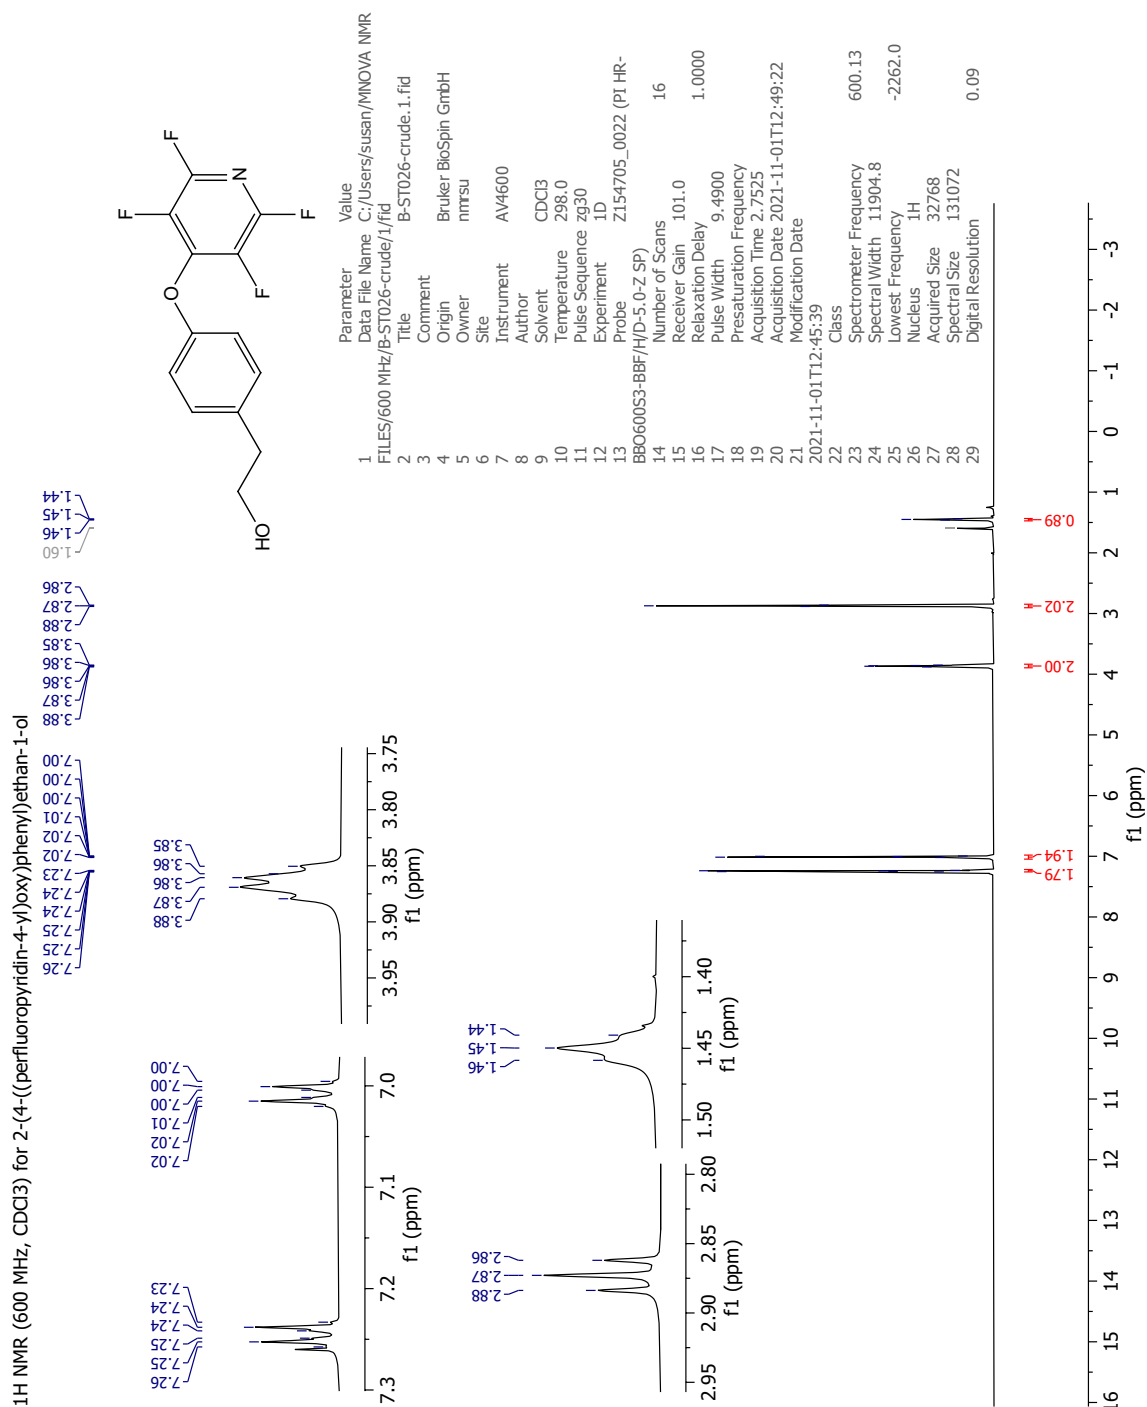 1H NMR (600 MHz, CDCl3) for 2-(4-((perfluoropyridin-4-yl)oxy)phenyl)ethan-1-ol
7.26
7.25
7.25
7.24
7.24
7.23
7.02
7.02
7.01
7.00
7.00
7.00
3.88
3.87
3.86
3.86
3.85
2.88
2.87
2.86
1.60
1.46
1.45
1.44
HO
O
F
F
N
F
F
Parameter Value
1 Data File Name C:/Users/susan/MNOVA NMR
FILES/600 MHz/B-ST026-crude/1/fid
2 Title B-ST026-crude.1.fid
3 Comment
4 Origin Bruker BioSpin GmbH
5 Owner nmrsu
6 Site
7 Instrument AV4600
8 Author
9 Solvent CDCl3
10 Temperature 298.0
11 Pulse Sequence zg30
12 Experiment 1D
13 Probe Z154705_0022 (PI HR-
BBO600S3-BBF/H/D-5.0-Z SP)
14 Number of Scans 16
15 Receiver Gain 101.0
16 Relaxation Delay 1.0000
17 Pulse Width 9.4900
18 Presaturation Frequency
19 Acquisition Time 2.7525
20 Acquisition Date 2021-11-01T12:49:22
21 Modification Date
2021-11-01T12:45:39
22 Class
23 Spectrometer Frequency 600.13
24 Spectral Width 11904.8
25 Lowest Frequency -2262.0
26 Nucleus 1H
27 Acquired Size 32768
28 Spectral Size 131072
29 Digital Resolution 0.09
7.26
7.25
7.25
7.24
7.24
7.23
7.02
7.02
7.01
7.00
7.00
7.00
7.3 7.2 7.1 7.0
f1 (ppm)
3.88
3.87
3.86
3.86
3.85
3.95 3.90 3.85 3.80 3.75
f1 (ppm)
2.88
2.87
2.86
2.95 2.90 2.85 2.80
f1 (ppm)
1.46
1.45
1.44
1.50 1.45 1.40
f1 (ppm)
1.79
1.94
2.00
2.02
0.89
16 15 14 13 12 11 10 9 8 7 6 5 4 3 2 1 0 -1 -2 -3
f1 (ppm)